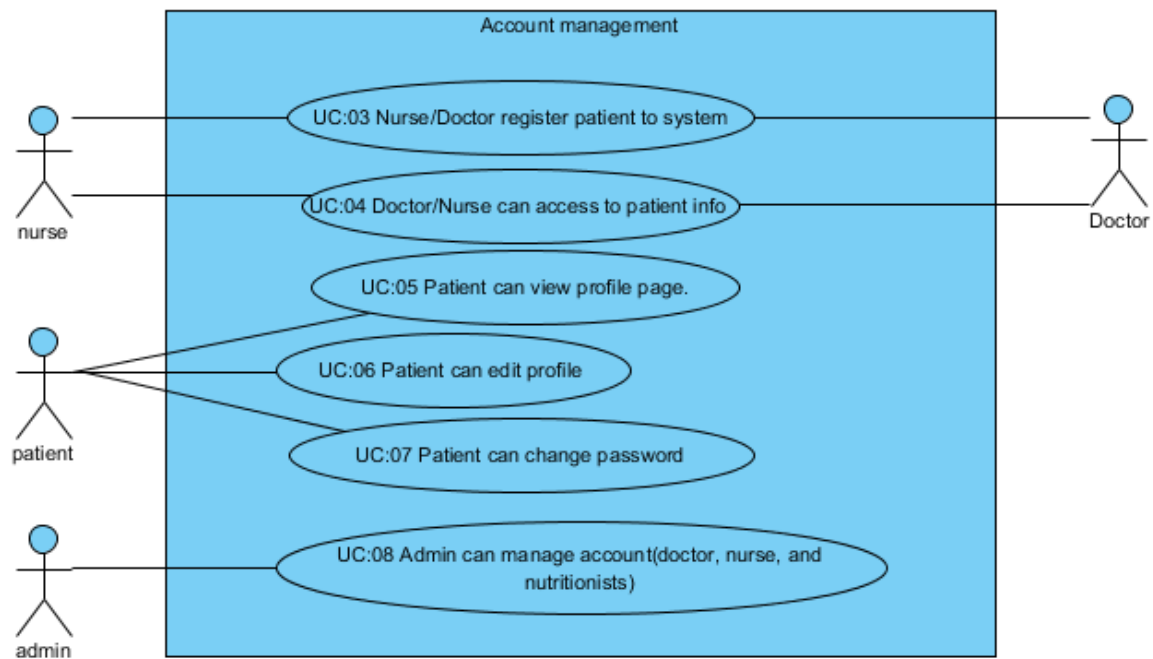 Account management
UC:03 Nurse/Doctor register patient to system
nurse
UC:04 Doctor/Nurse can access to patient info
Doctor
UC:05 Patient can view profile page.
UC:06 Patient can edit profile
patient
UC:07 Patient can change password
UC:08 Admin can manage account(doctor, nurse, and
nutritionists)
admin